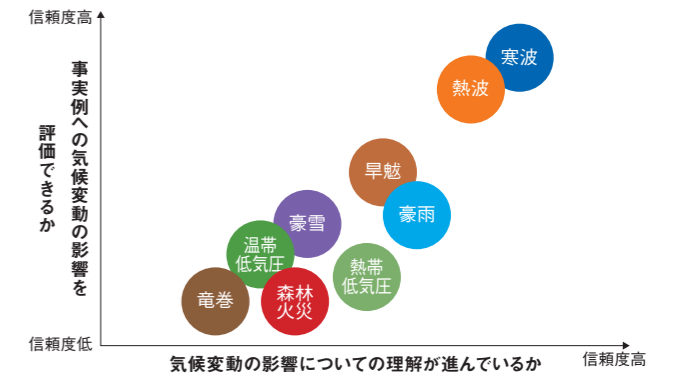 信頼度高
事実例への気候変動の影響を
評価できるか
寒波
熱波
旱魃
豪雨
豪雪
温帯
低気圧
熱帯
低気圧
竜巻
森林
火災
信頼度低
気候変動の影響についての理解が進んでいるか
信頼度高